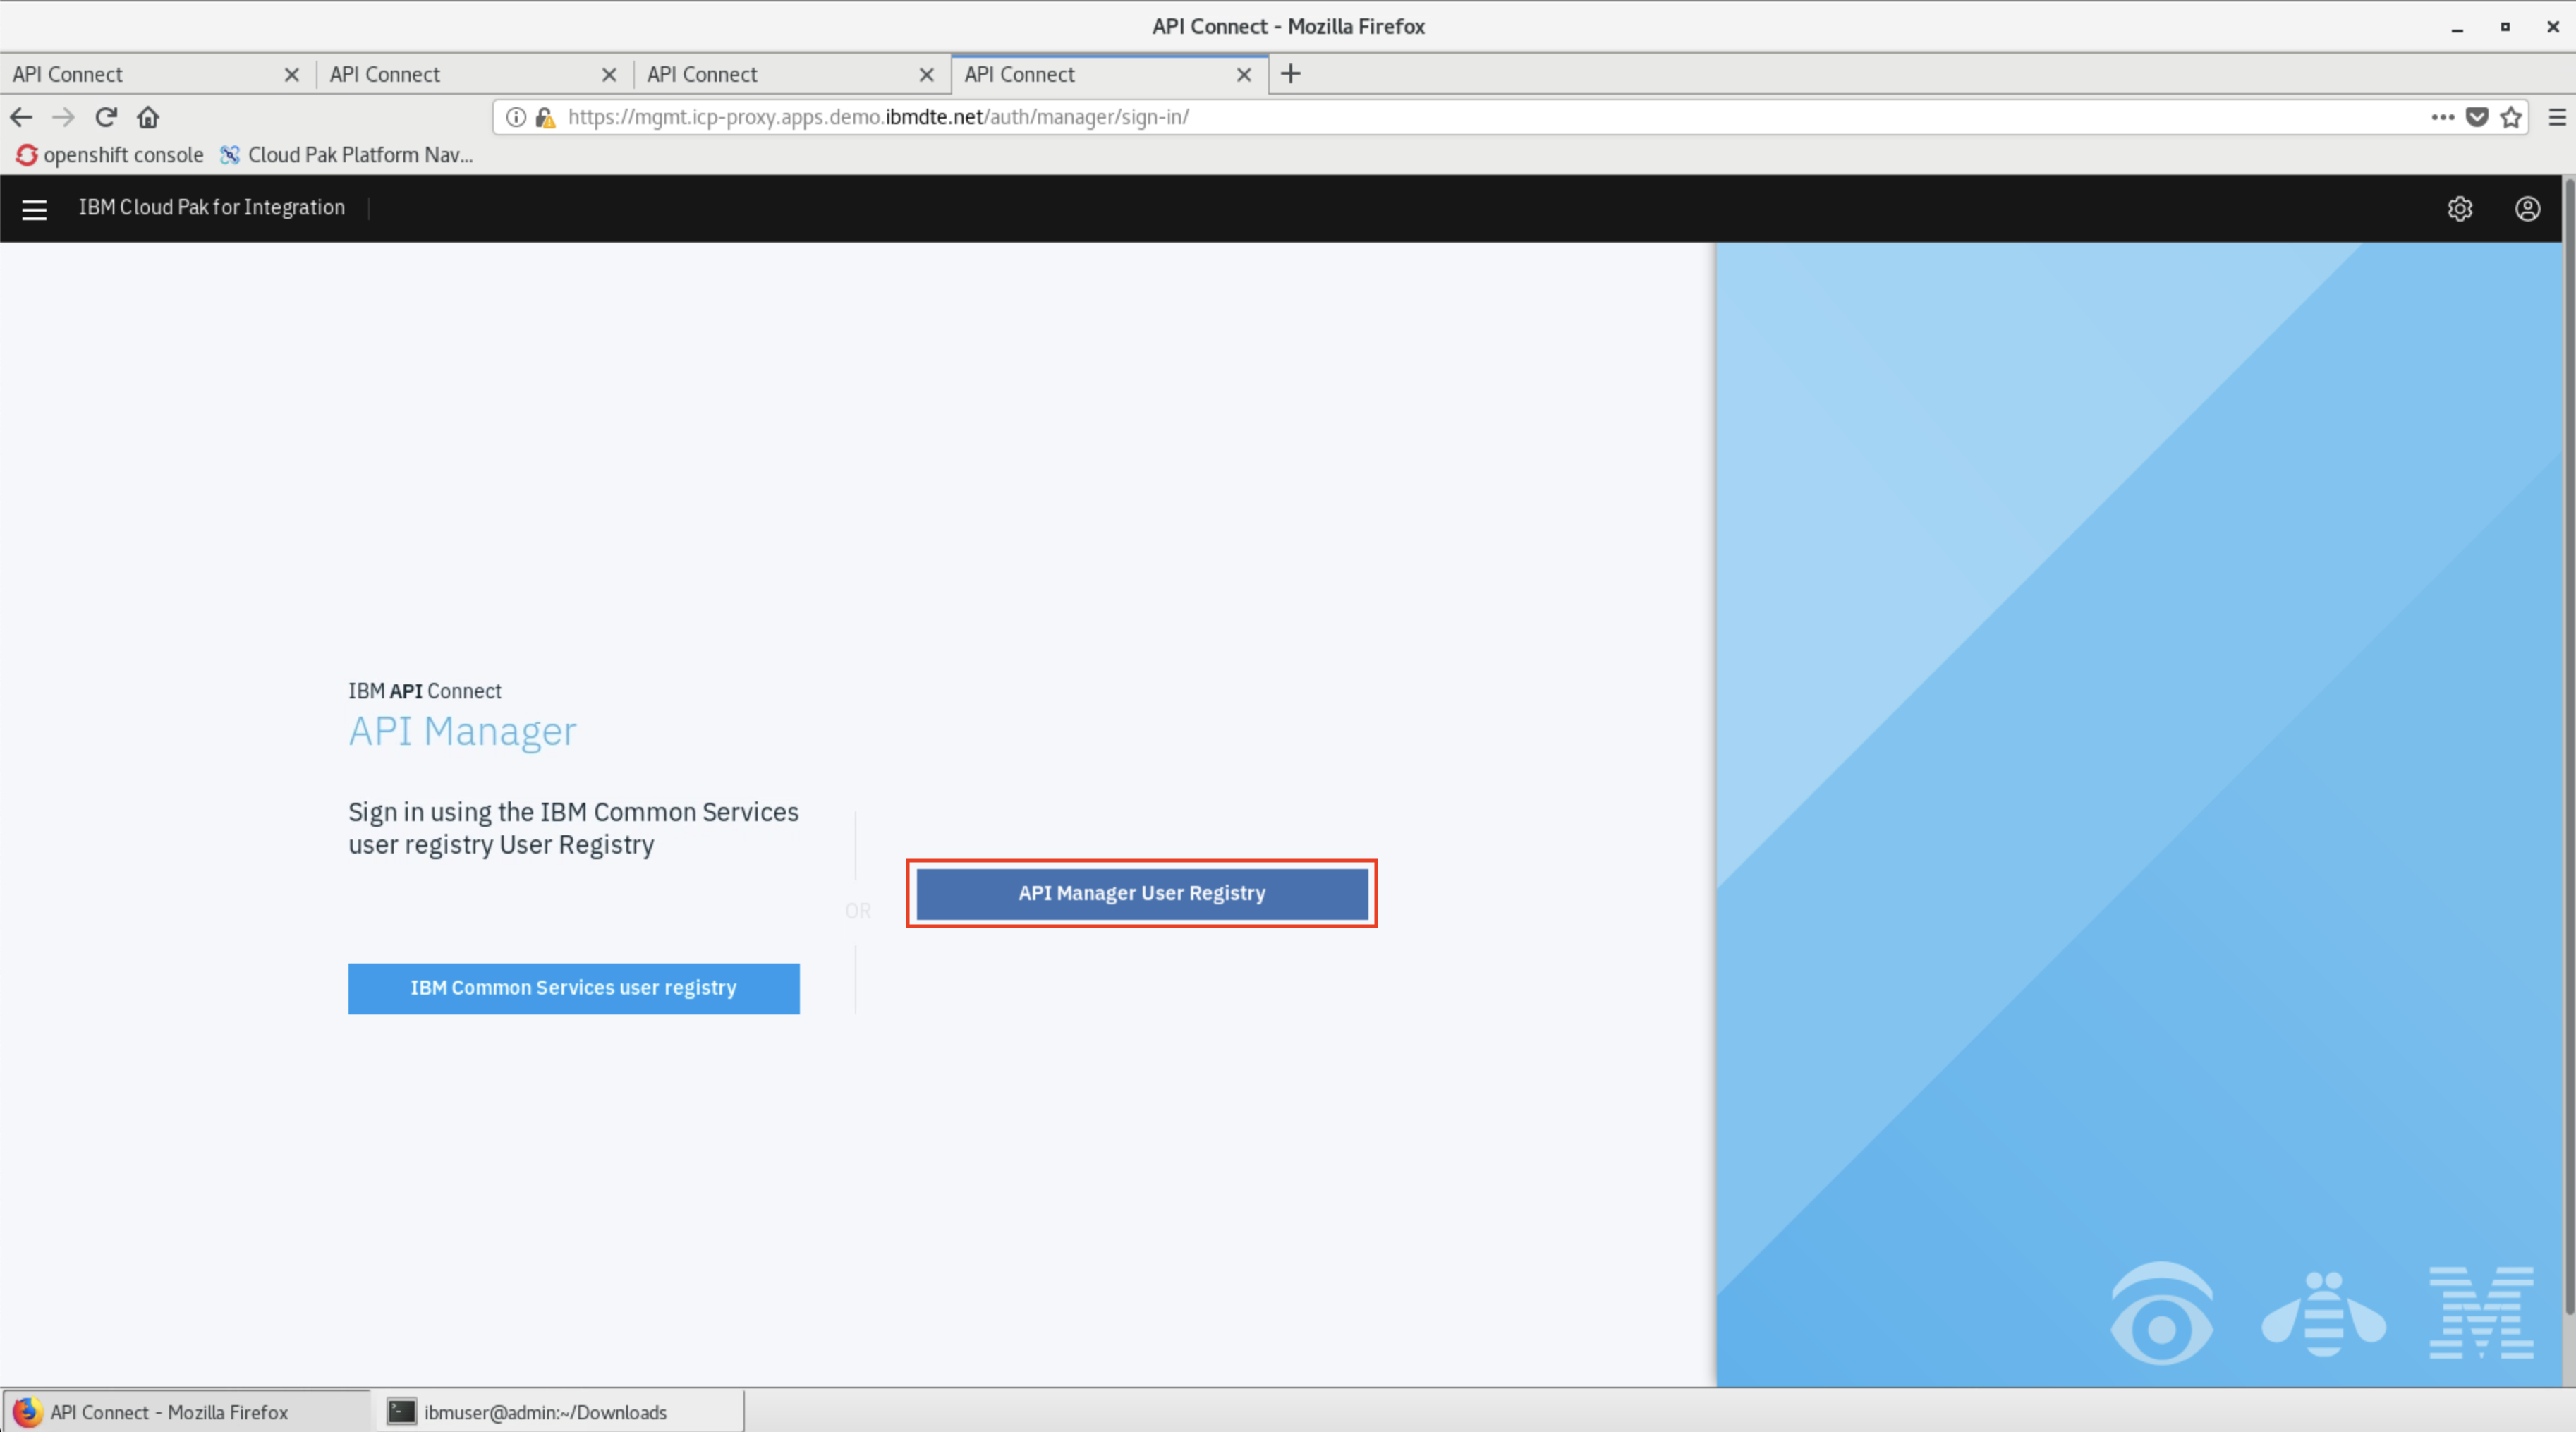 API Connect - Mozilla Firefox
API Connect
API Connect
API Connect
API Connect
https://mgmt.icp-proxy.apps.demo.ibmdte.net/auth/manager/sign-in/
openshift console
Cloud Pak Platform Nav...
IBM Cloud Pak for Integration
IBM API Connect
API Manager
Sign in using the IBM Common Services
user registry User Registry
IBM Common Services user registry
OR
API Manager User Registry
M
API Connect - Mozilla Firefox
ibmuser@admin:~/Downloads